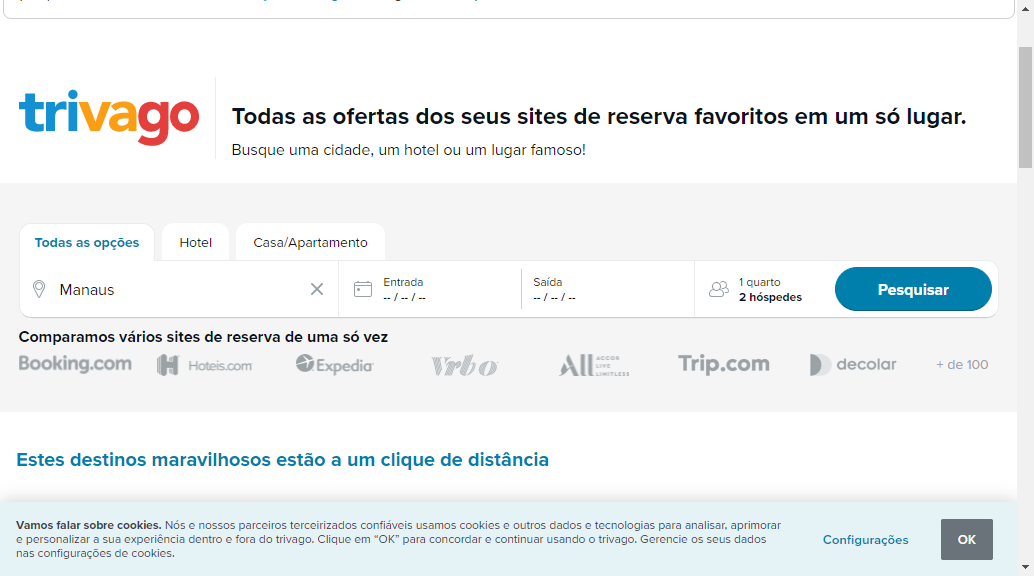 trivago
Todas as ofertas dos seus sites de reserva favoritos em um só lugar.
Busque uma cidade, um hotel ou um lugar famoso!
Todas as opções
Hotel
Casa/Apartamento
Manaus
Entrada
-- / -- / --
Saída
-- / -- / --
1 quarto
2 hóspedes
Pesquisar
Comparamos vários sites de reserva de uma só vez
Booking.com
Hoteis.com
Expedia
Vrbo
ALL ACCOR
LIVE
LIMITLESS
Trip.com
decolar
+ de 100
Estes destinos maravilhosos estão a um clique de distância
Vamos falar sobre cookies. Nós e nossos parceiros terceirizados confiáveis usamos cookies e outros dados e tecnologias para analisar, aprimorar
e personalizar a sua experiência dentro e fora do trivago. Clique em “OK” para concordar e continuar usando o trivago. Gerencie os seus dados
nas configurações de cookies.
Configurações
OK